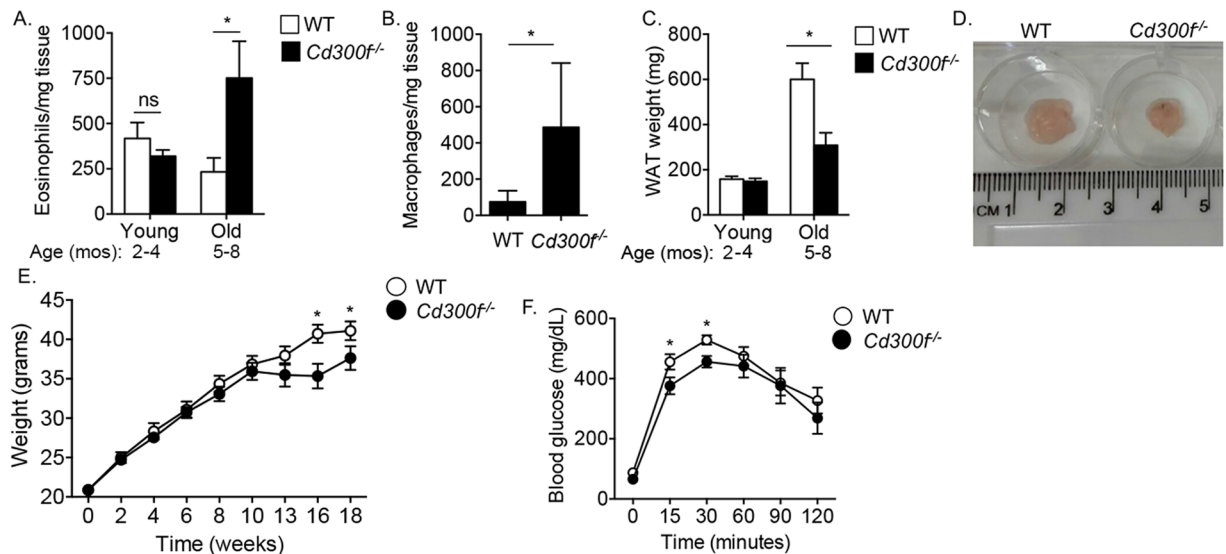 A.
Eosinophils/mg tissue
1000
750
500
250
0
ns
*
WT
Cd300f-/-
Young
Old
Age (mos): 2-4
5-8
B.
Macrophages/mg tissue
1000
800
600
400
200
0
*
WT
Cd300f-/-
C.
WAT weight (mg)
800
600
400
200
0
*
WT
Cd300f-/-
Young
Old
Age (mos): 2-4
5-8
D.
WT
Cd300f-/-
CM 1 2 3 4 5
E.
Weight (grams)
45
40
35
30
25
20
* *
WT
Cd300f-/-
0 2 4 6 8 10 13 16 18
Time (weeks)
F.
Blood glucose (mg/dL)
600
400
200
0
* *
WT
Cd300f-/-
0 15 30 60 90 120
Time (minutes)